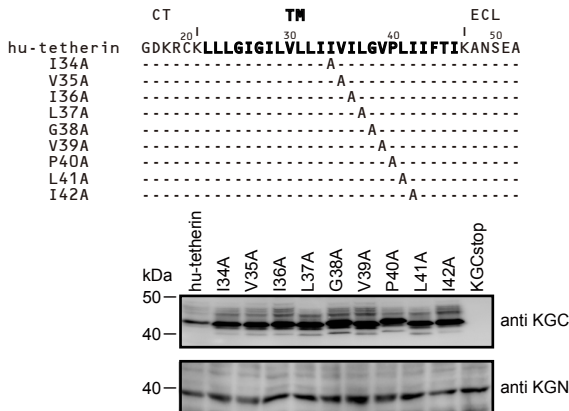 CT TM ECL
20 30 40 50
hu-tetherin GDKRCKLLLGIGILVLLIIVILGVPLIIFTIKANSEA
I34A ------------------A------------------
V35A -------------------A-----------------
I36A --------------------A----------------
L37A ---------------------A---------------
G38A ----------------------A--------------
V39A -----------------------A-------------
P40A ------------------------A------------
L41A -------------------------A-----------
I42A --------------------------A----------
hu-tetherin I34A V35A I36A L37A G38A V39A P40A L41A I42A KGCstop
kDa
50
40
anti KGC
40
anti KGN